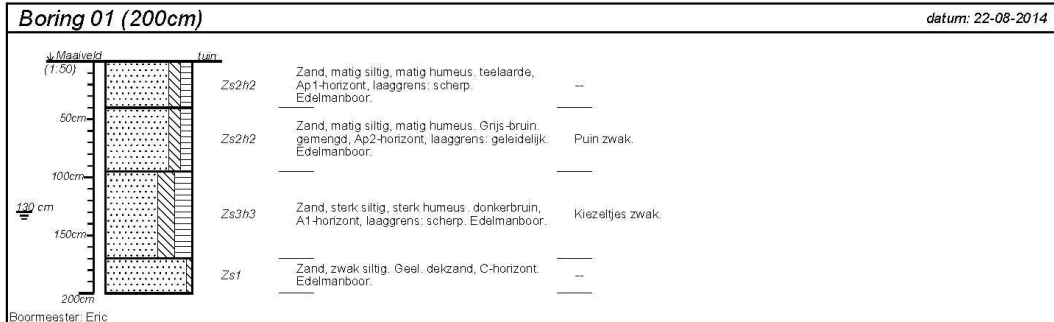 Boring 01 (200cm)
datum: 22-08-2014
Maaiveld
tuin
(1:50)
Zs2h2
Zand, matig siltig, matig humeus. teelaarde,
Ap1-horizont, laaggrens: scherp.
Edelmanboor.
--
50cm
Zs2h2
Zand, matig siltig, matig humeus. Grijs-bruin.
gemengd, Ap2-horizont, laaggrens: geleidelijk.
Edelmanboor.
Puin zwak.
100cm
130 cm
Zs3h3
Zand, sterk siltig, sterk humeus. donkerbruin,
A1-horizont, laaggrens: scherp. Edelmanboor.
Kiezeltjes zwak.
150cm
Zs1
Zand, zwak siltig. Geel. dekzand, C-horizont.
Edelmanboor.
--
200cm
Boormeester: Eric